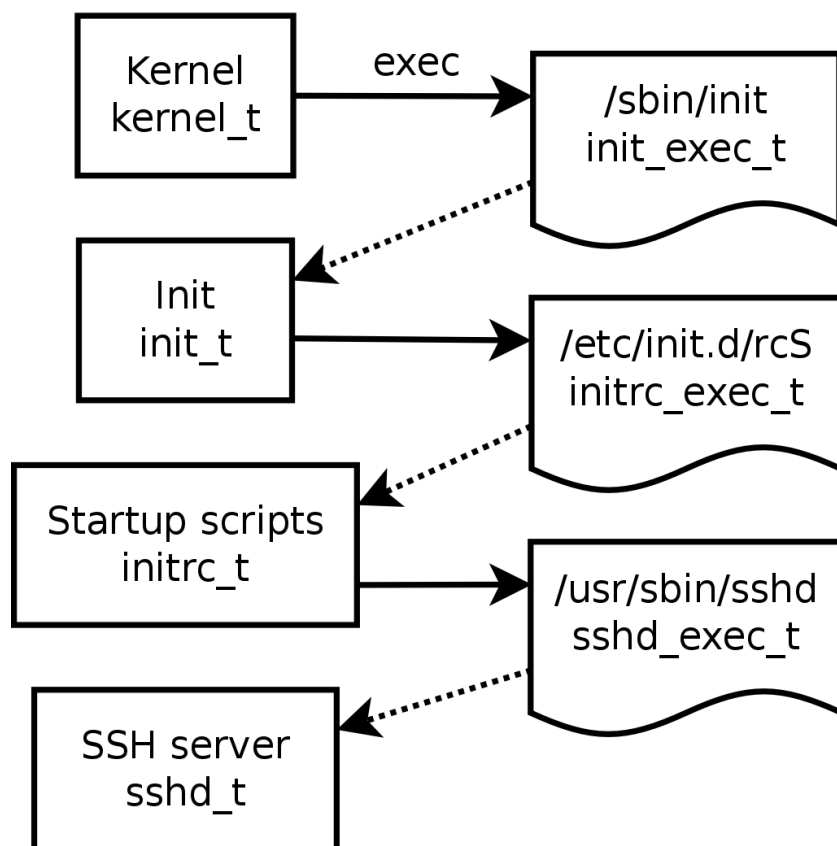 Kernel
kernel_t
exec
/sbin/init
init_exec_t
Init
init_t
/etc/init.d/rcS
initrc_exec_t
Startup scripts
initrc_t
/usr/sbin/sshd
sshd_exec_t
SSH server
sshd_t